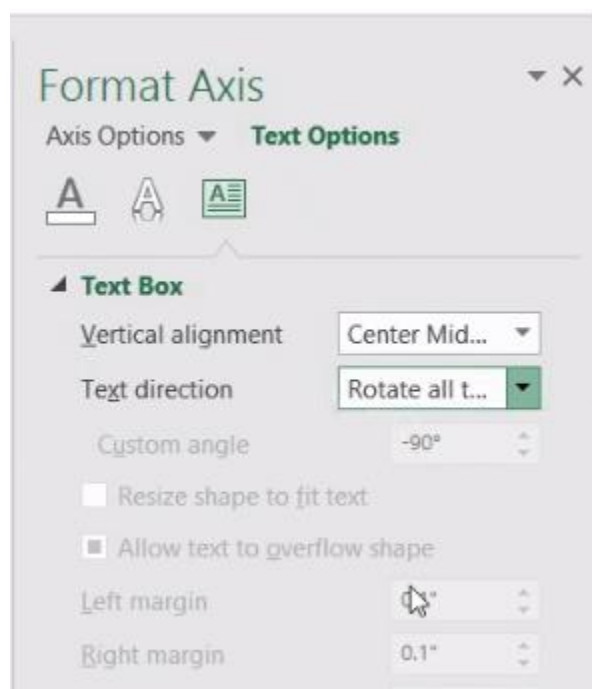 Format Axis
Axis Options Text Options
Text Box
Vertical alignment Center Mid...
Text direction Rotate all t...
Custom angle -90°
Resize shape to fit text
Allow text to overflow shape
Left margin
Right margin 0.1"